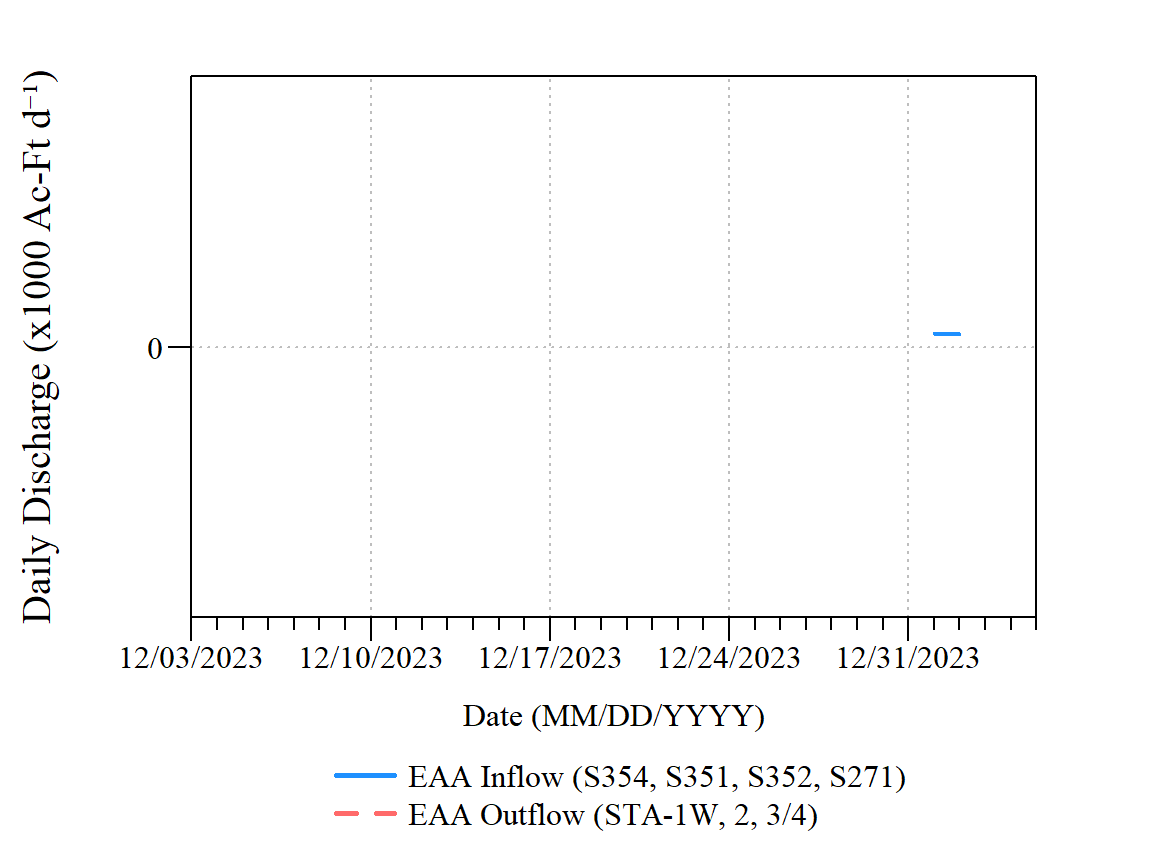 Daily Discharge (x1000 Ac-Ft d⁻¹)
0
12/03/2023 12/10/2023 12/17/2023 12/24/2023 12/31/2023
Date (MM/DD/YYYY)
EAA Inflow (S354, S351, S352, S271)
EAA Outflow (STA-1W, 2, 3/4)